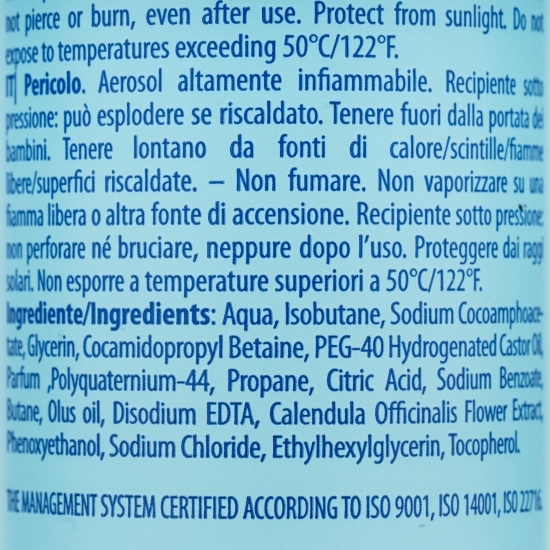 not pierce or burn, even after use. Protect from sunlight. Do not
expose to temperatures exceeding 50°C/122°F.
IT Pericolo. Aerosol altamente infiammabile. Recipiente sotto
pressione: può esplodere se riscaldato. Tenere fuori dalla portata dei
bambini. Tenere lontano da fonti di calore/scintille/fiamme
libere/superfici riscaldate. – Non fumare. Non vaporizzare su una
fiamma libera o altra fonte di accensione. Recipiente sotto pressione:
non perforare né bruciare, neppure dopo l'uso. Proteggere dai raggi
solari. Non esporre a temperature superiori a 50°C/122°F.
Ingrediente/Ingredients: Aqua, Isobutane, Sodium Cocoamphoace-
tate, Glycerin, Cocamidopropyl Betaine, PEG-40 Hydrogenated Castor Oil,
Parfum ,Polyquaternium-44, Propane, Citric Acid, Sodium Benzoate,
Butane, Olus oil, Disodium EDTA, Calendula Officinalis Flower Extract,
Phenoxyethanol, Sodium Chloride, Ethylhexylglycerin, Tocopherol.
THE MANAGEMENT SYSTEM CERTIFIED ACCORDING TO ISO 9001, ISO 14001, ISO 22716.